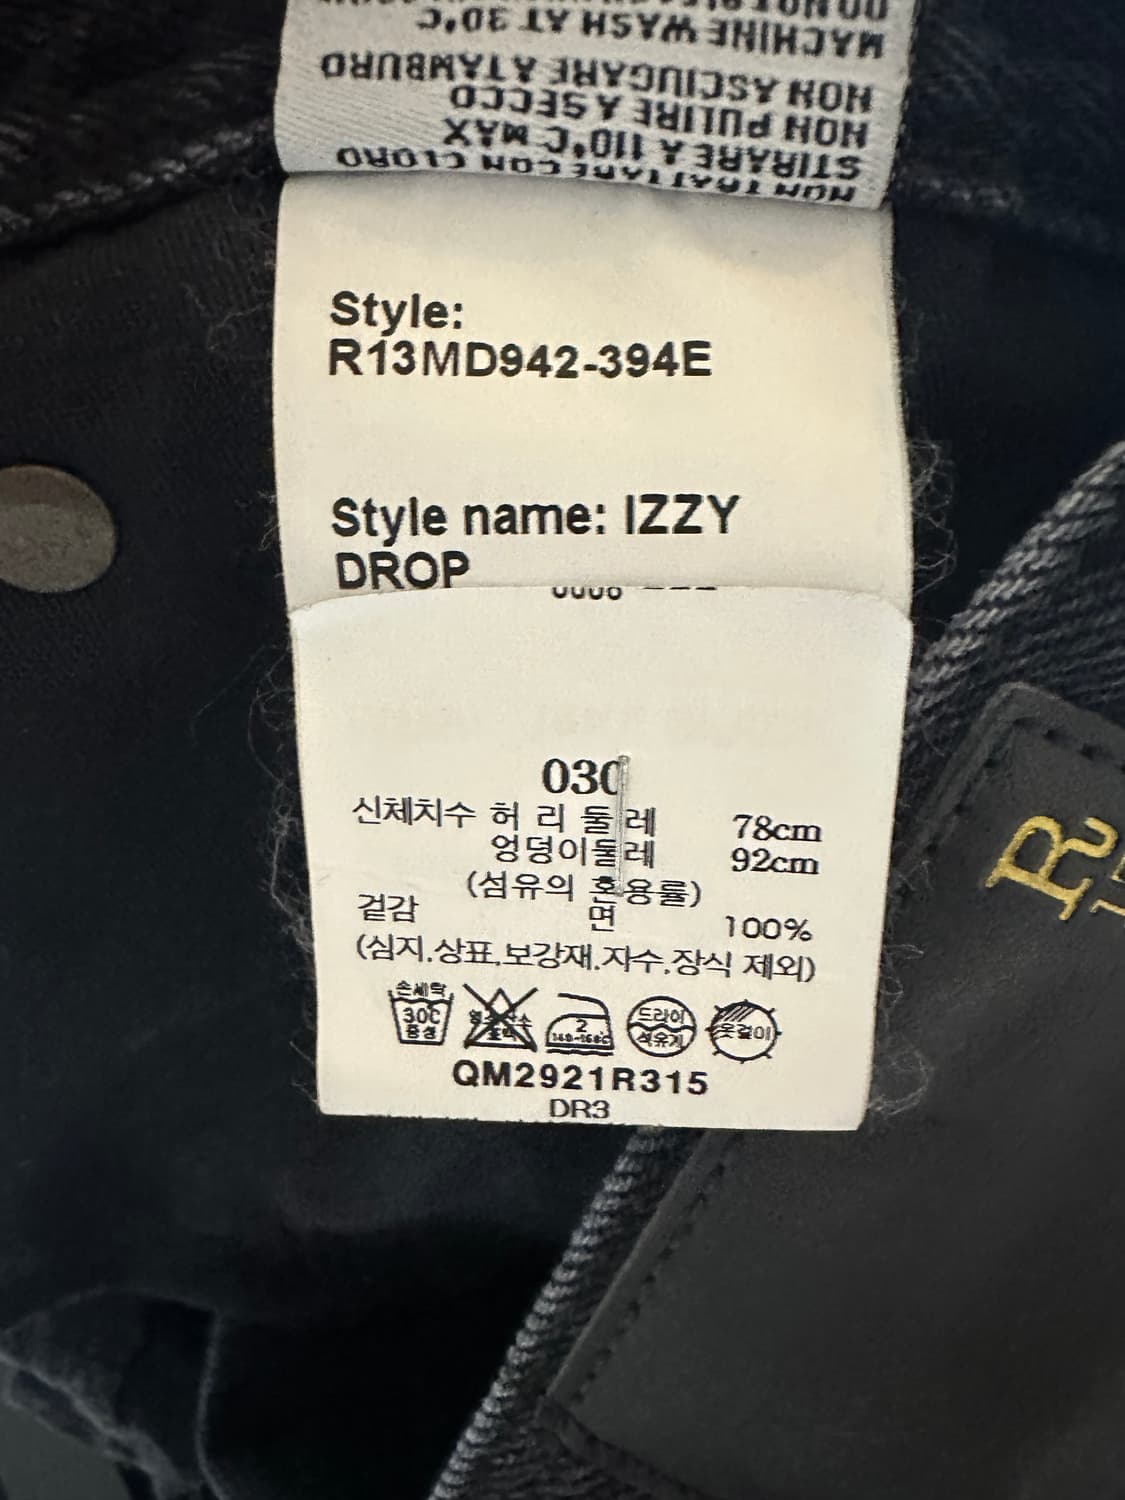 MACHINE WASH AT 30°C
NON ASCIUGARE A TAMBURO
NON PULIRE A SECCO
STIRARE A 110°C MAX
NON TRATTARE CON CLORO
Style:
R13MD942-394E
Style name: IZZY
DROP
030
신체치수 허 리 둘 레 78cm
엉덩이둘레 92cm
(섬유의 혼용률)
겉감 면 100%
(심지,상표,보강재,자수,장식 제외)
손세탁
30℃
중성
2
드라이
석유계
옷걸이
QM2921R315
DR3